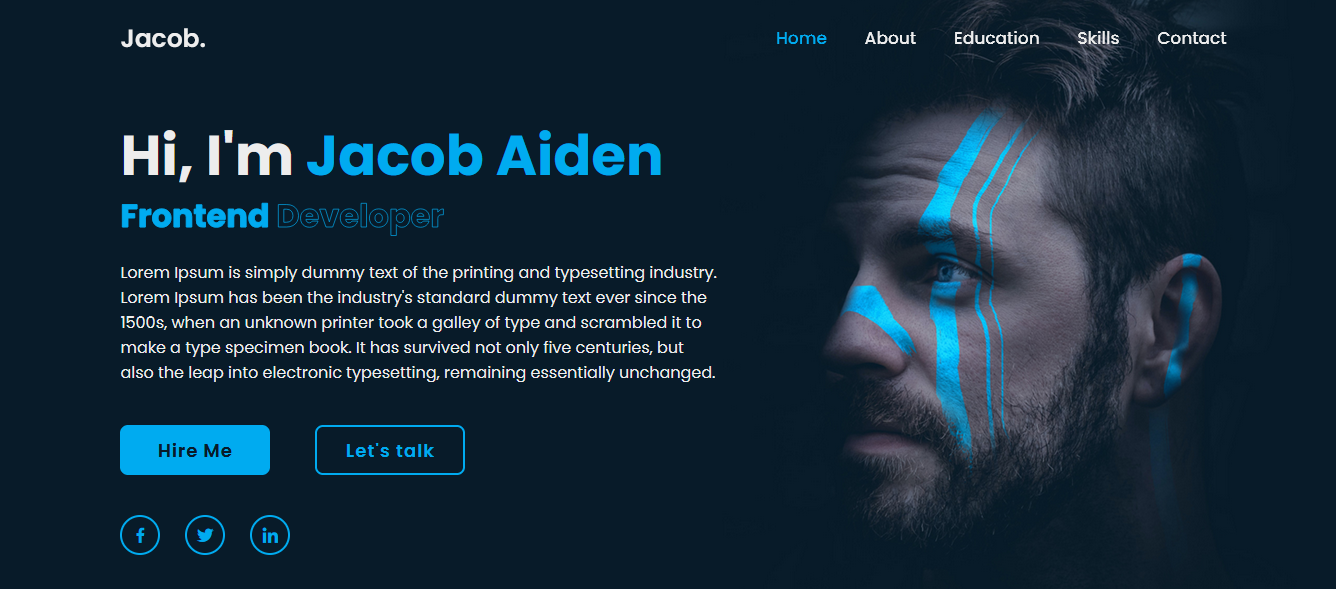 Jacob.
Home About Education Skills Contact
Hi, I'm Jacob Aiden
Frontend Developer
Lorem Ipsum is simply dummy text of the printing and typesetting industry.
Lorem Ipsum has been the industry's standard dummy text ever since the
1500s, when an unknown printer took a galley of type and scrambled it to
make a type specimen book. It has survived not only five centuries, but
also the leap into electronic typesetting, remaining essentially unchanged.
Hire Me
Let's talk